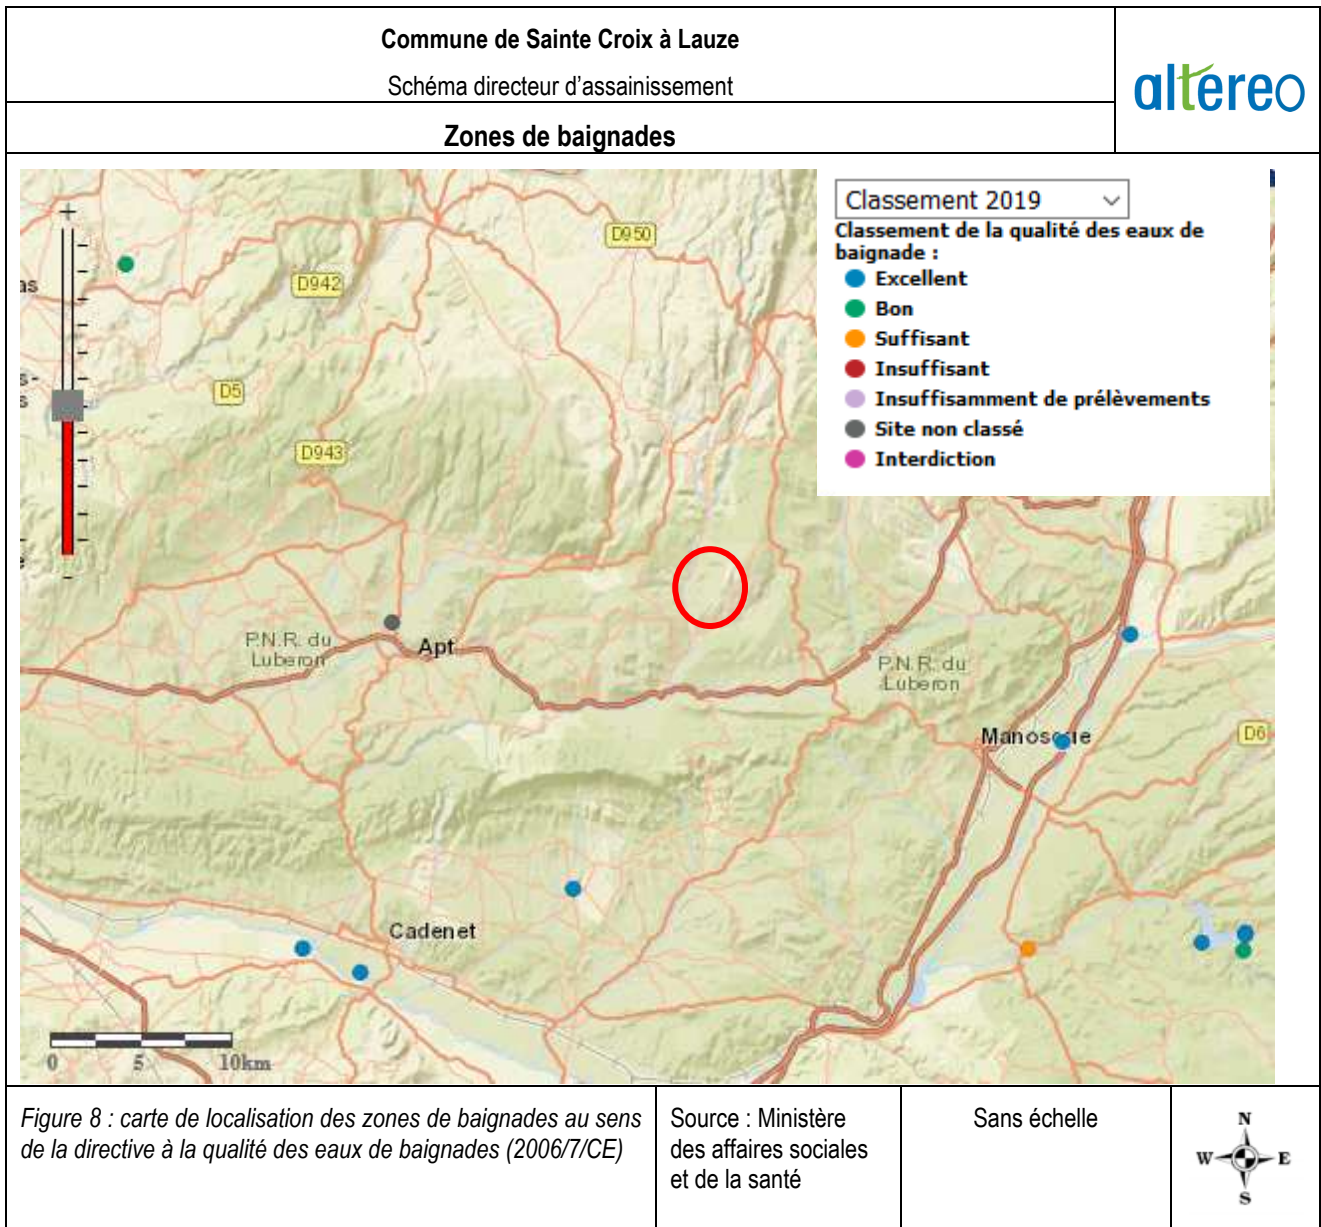 Commune de Sainte Croix à Lauze
Schéma directeur d'assainissement
altereo
Zones de baignades
Classement 2019
Classement de la qualité des eaux de
baignade :
Excellent
Bon
Suffisant
Insuffisant
Insuffisamment de prélèvements
Site non classé
Interdiction
+
-
D950
D942
as
D5
s-
s
D943
e
P.N.R. du
Luberon
Apt
P.N.R. du
Luberon
Manosque
D6
Cadenet
0 5 10km
Figure 8 : carte de localisation des zones de baignades au sens
de la directive à la qualité des eaux de baignades (2006/7/CE)
Source : Ministère
des affaires sociales
et de la santé
Sans échelle
N
W E
S